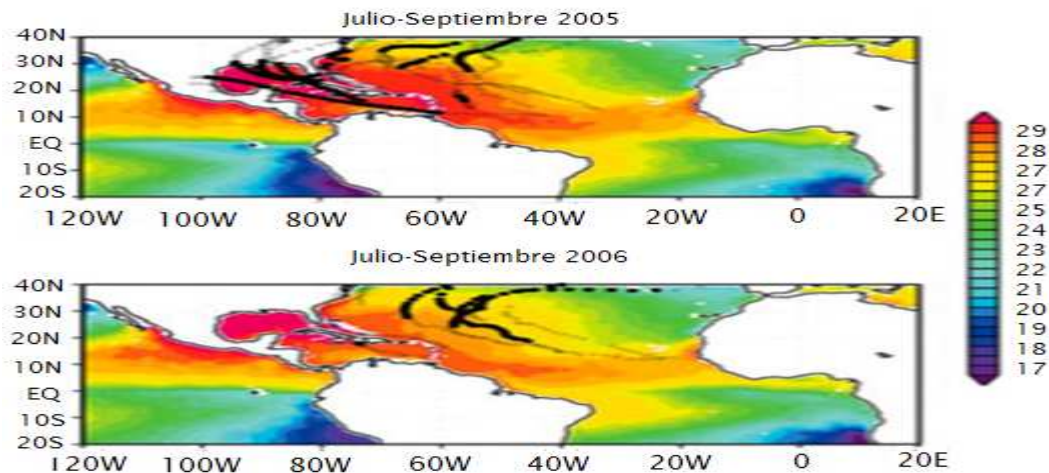 Julio-Septiembre 2005
40N
30N
20N
10N
EQ
10S
20S
120W 100W 80W 60W 40W 20W 0 20E
Julio-Septiembre 2006
40N
30N
20N
10N
EQ
10S
20S
120W 100W 80W 60W 40W 20W 0 20E
29
28
27
27
25
24
23
22
21
20
19
18
17